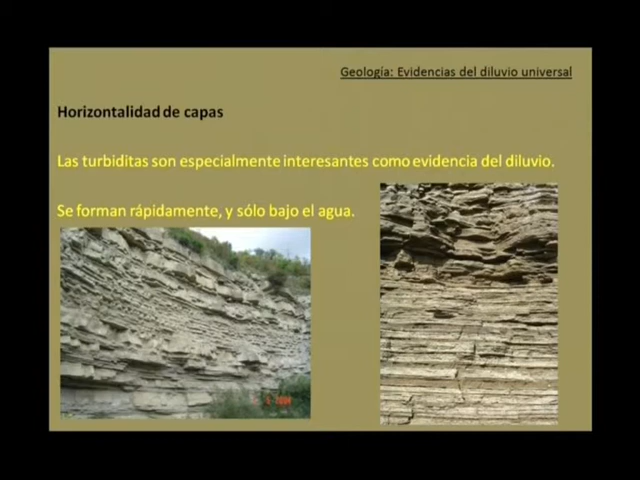 Geología: Evidencias del diluvio universal
Horizontalidad de capas
Las turbiditas son especialmente interesantes como evidencia del diluvio.
Se forman rápidamente, y sólo bajo el agua.